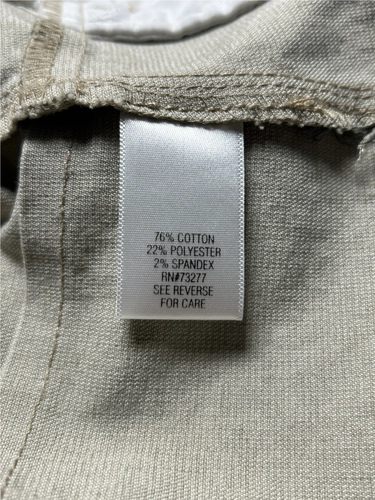 76% COTTON
22% POLYESTER
2% SPANDEX
RN#73277
SEE REVERSE
FOR CARE